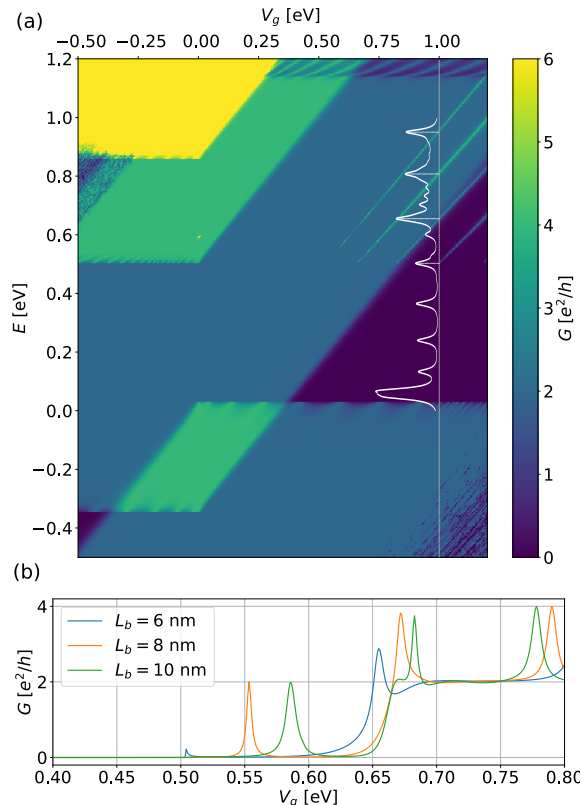 (a)
V_g [eV]
−0.50 −0.25 0.00 0.25 0.50 0.75 1.00
1.2
1.0
0.8
0.6
0.4
0.2
0.0
−0.2
−0.4
E [eV]
6
5
4
3
2
1
0
G [e²/h]
(b)
4
2
0
G [e²/h]
L_b = 6 nm
L_b = 8 nm
L_b = 10 nm
0.40 0.45 0.50 0.55 0.60 0.65 0.70 0.75 0.80
V_g [eV]